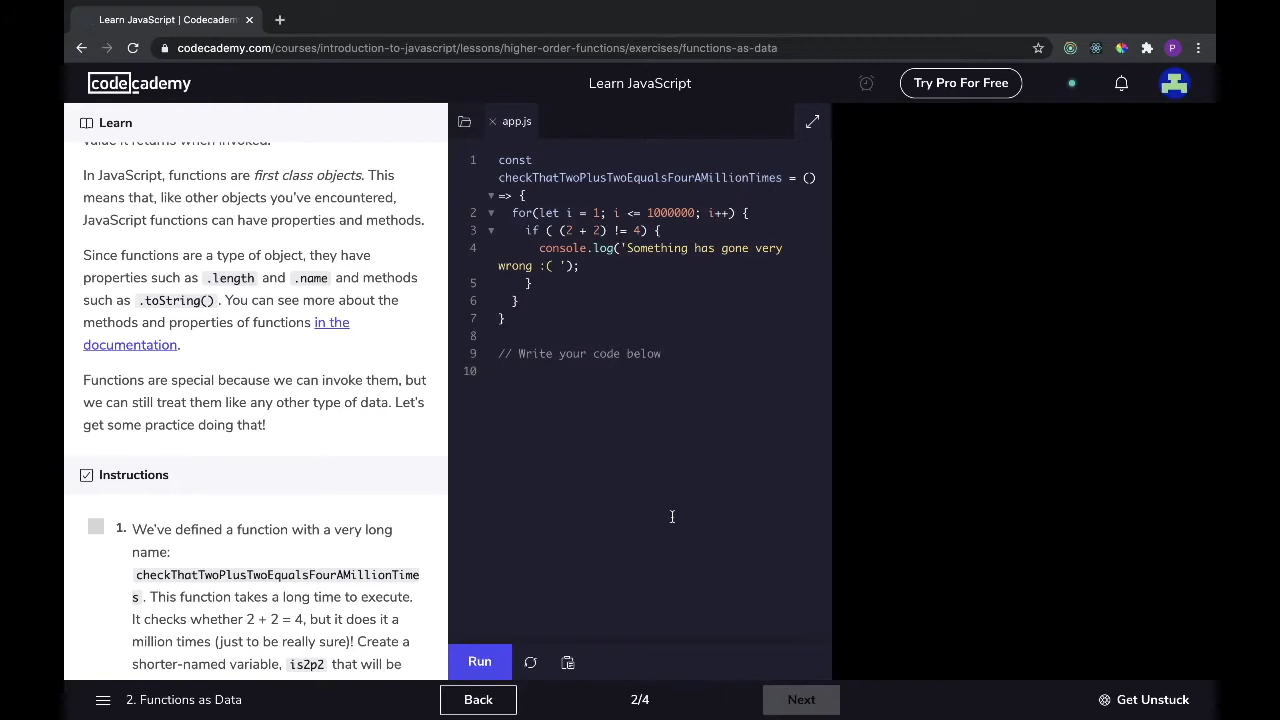 Learn JavaScript | Codecadem
codecademy.com/courses/introduction-to-javascript/lessons/higher-order-functions/exercises/functions-as-data
P
codecademy
Learn JavaScript
Try Pro For Free
Learn
value it returns when invoked.
In JavaScript, functions are first class objects. This
means that, like other objects you've encountered,
JavaScript functions can have properties and methods.
Since functions are a type of object, they have
properties such as .length and .name and methods
such as .toString(). You can see more about the
methods and properties of functions in the
documentation.
Functions are special because we can invoke them, but
we can still treat them like any other type of data. Let's
get some practice doing that!
Instructions
1. We've defined a function with a very long
name:
checkThatTwoPlusTwoEqualsFourAMillionTime
s. This function takes a long time to execute.
It checks whether 2 + 2 = 4, but it does it a
million times (just to be really sure)! Create a
shorter-named variable, is2p2 that will be
app.js
1 const
checkThatTwoPlusTwoEqualsFourAMillionTimes = ()
=> {
2 for(let i = 1; i <= 1000000; i++) {
3 if ( (2 + 2) != 4) {
4 console.log('Something has gone very
wrong :( ');
5 }
6 }
7 }
8
9 // Write your code below
10
Run
2. Functions as Data
Back
2/4
Next
Get Unstuck